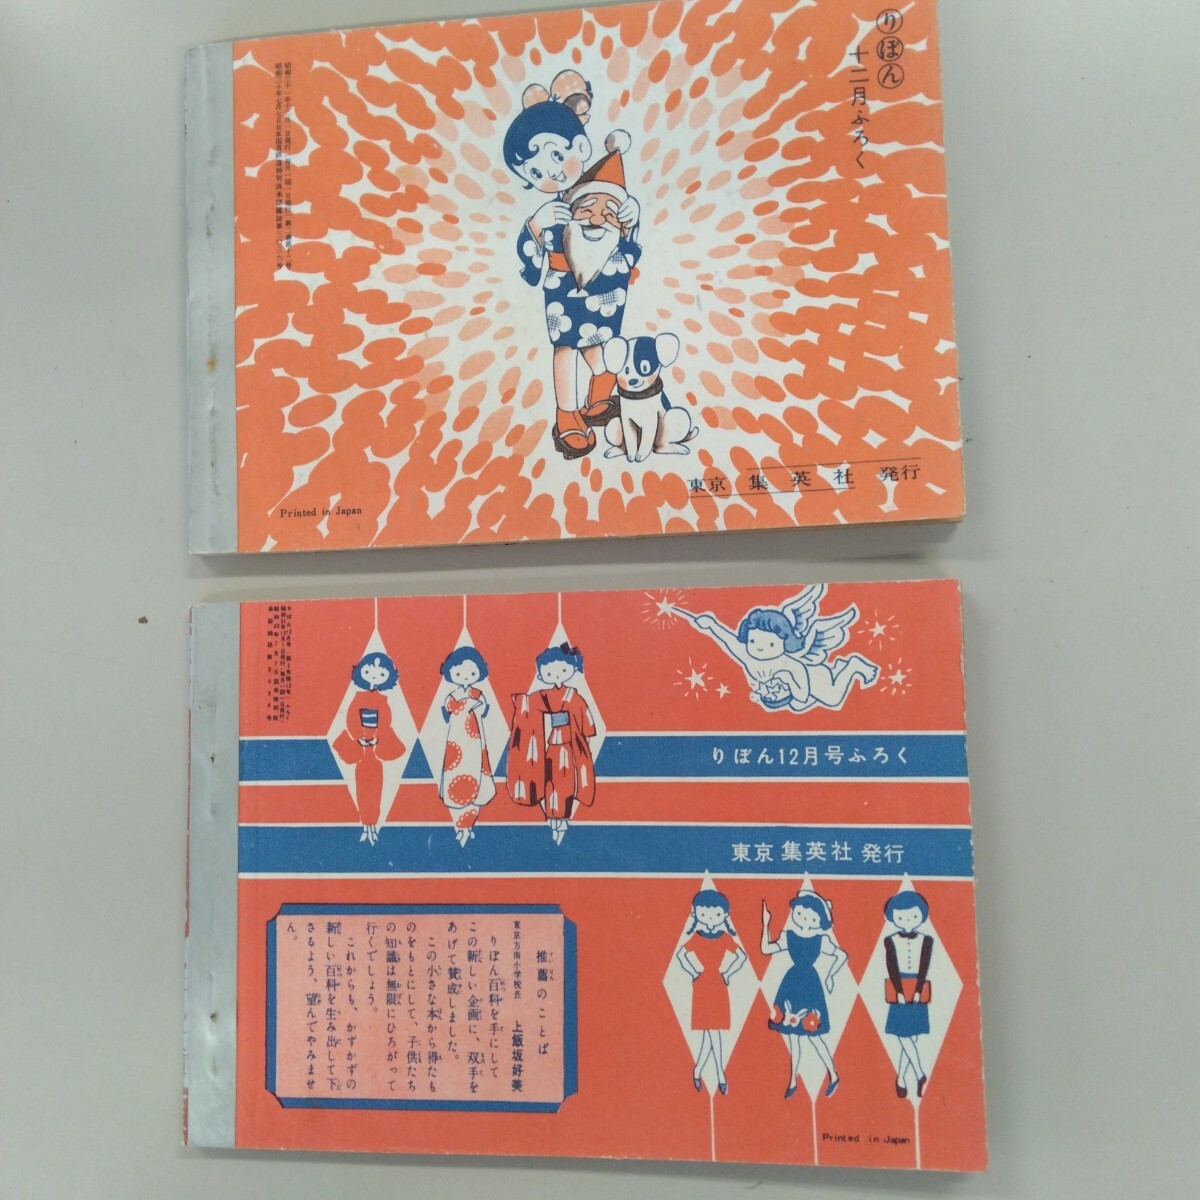 りぼん
十二月ふろく
東京 集英社 発行
Printed in Japan
りぼん12月号ふろく
東京 集英社 発行
推薦のことば
東京方南小学校長 上飯坂好美
りぼん百科を手にして
この新しい企画に、双手を
あげて賛成しました。
この小さな本から得たも
のをもとにして、子供たち
の知識は無限にひろがって
行くでしょう。
これからも、かずかずの
新しい百科を生み出して下
さるよう、望んでやみませ
ん。
Printed in Japan